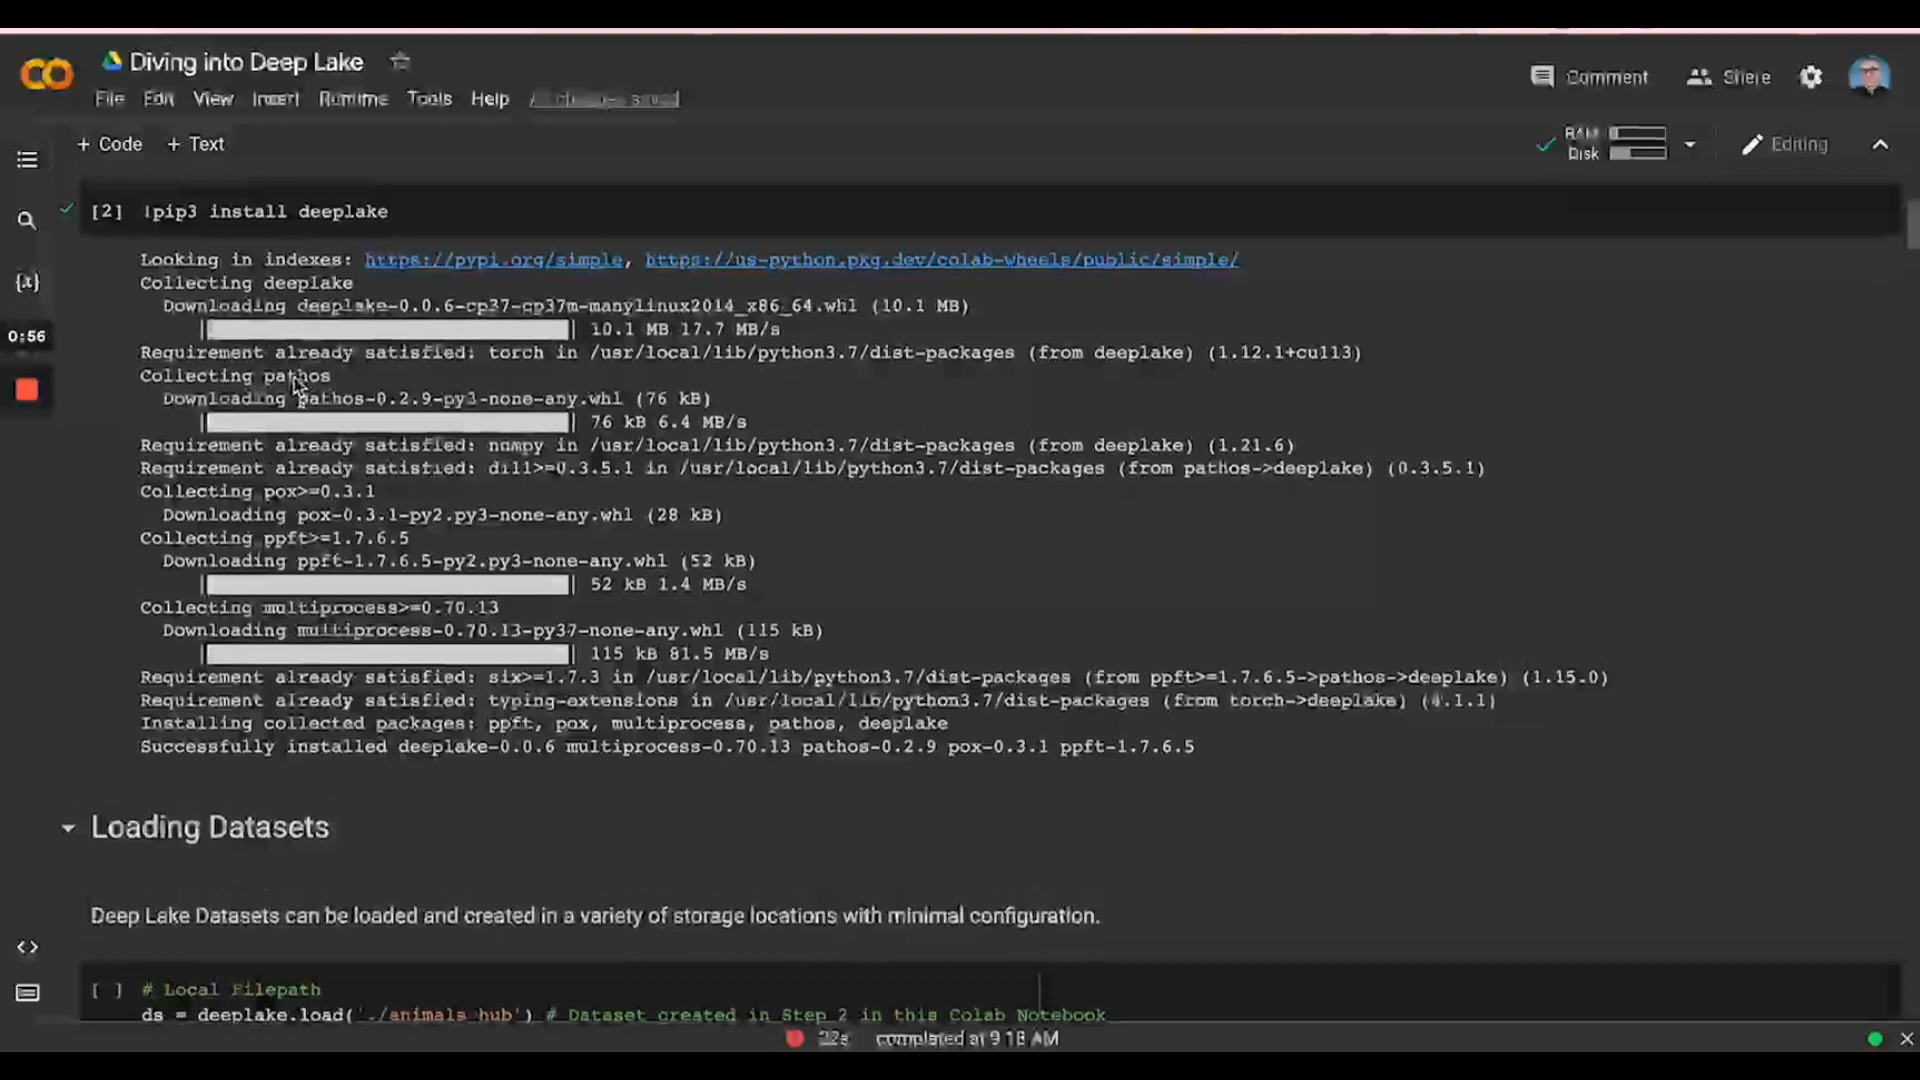 Diving into Deep Lake
Comment
Share
File Edit View Insert Runtime Tools Help All changes saved
+ Code + Text
RAM
Disk
Editing
[2] !pip3 install deeplake
Looking in indexes: https://pypi.org/simple, https://us-python.pkg.dev/colab-wheels/public/simple/
Collecting deeplake
Downloading deeplake-0.0.6-cp37-cp37m-manylinux2014_x86_64.whl (10.1 MB)
10.1 MB 17.7 MB/s
0:56
Requirement already satisfied: torch in /usr/local/lib/python3.7/dist-packages (from deeplake) (1.12.1+cu113)
Collecting pathos
Downloading pathos-0.2.9-py3-none-any.whl (76 kB)
76 kB 6.4 MB/s
Requirement already satisfied: numpy in /usr/local/lib/python3.7/dist-packages (from deeplake) (1.21.6)
Requirement already satisfied: dill>=0.3.5.1 in /usr/local/lib/python3.7/dist-packages (from pathos->deeplake) (0.3.5.1)
Collecting pox>=0.3.1
Downloading pox-0.3.1-py2.py3-none-any.whl (28 kB)
Collecting ppft>=1.7.6.5
Downloading ppft-1.7.6.5-py2.py3-none-any.whl (52 kB)
52 kB 1.4 MB/s
Collecting multiprocess>=0.70.13
Downloading multiprocess-0.70.13-py37-none-any.whl (115 kB)
115 kB 81.5 MB/s
Requirement already satisfied: six>=1.7.3 in /usr/local/lib/python3.7/dist-packages (from ppft>=1.7.6.5->pathos->deeplake) (1.15.0)
Requirement already satisfied: typing-extensions in /usr/local/lib/python3.7/dist-packages (from torch->deeplake) (4.1.1)
Installing collected packages: ppft, pox, multiprocess, pathos, deeplake
Successfully installed deeplake-0.0.6 multiprocess-0.70.13 pathos-0.2.9 pox-0.3.1 ppft-1.7.6.5
Loading Datasets
Deep Lake Datasets can be loaded and created in a variety of storage locations with minimal configuration.
[ ] # Local Filepath
ds = deeplake.load('./animals_hub') # Dataset created in Step 2 in this Colab Notebook
22s completed at 9:18 AM